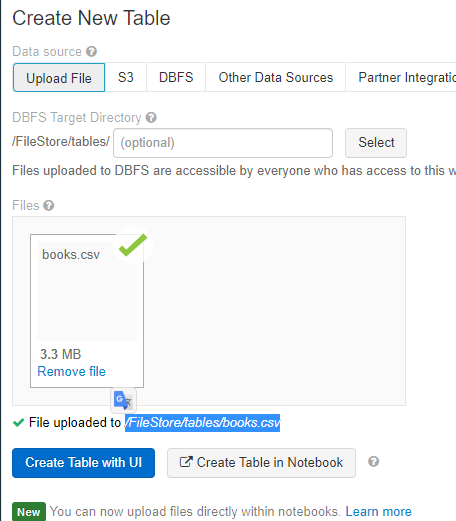 Create New Table
Data source ?
Upload File S3 DBFS Other Data Sources Partner Integratio
DBFS Target Directory ?
/FileStore/tables/ (optional) Select
Files uploaded to DBFS are accessible by everyone who has access to this w
Files ?
books.csv
3.3 MB
Remove file
G
File uploaded to /FileStore/tables/books.csv
Create Table with UI Create Table in Notebook ?
New You can now upload files directly within notebooks. Learn more